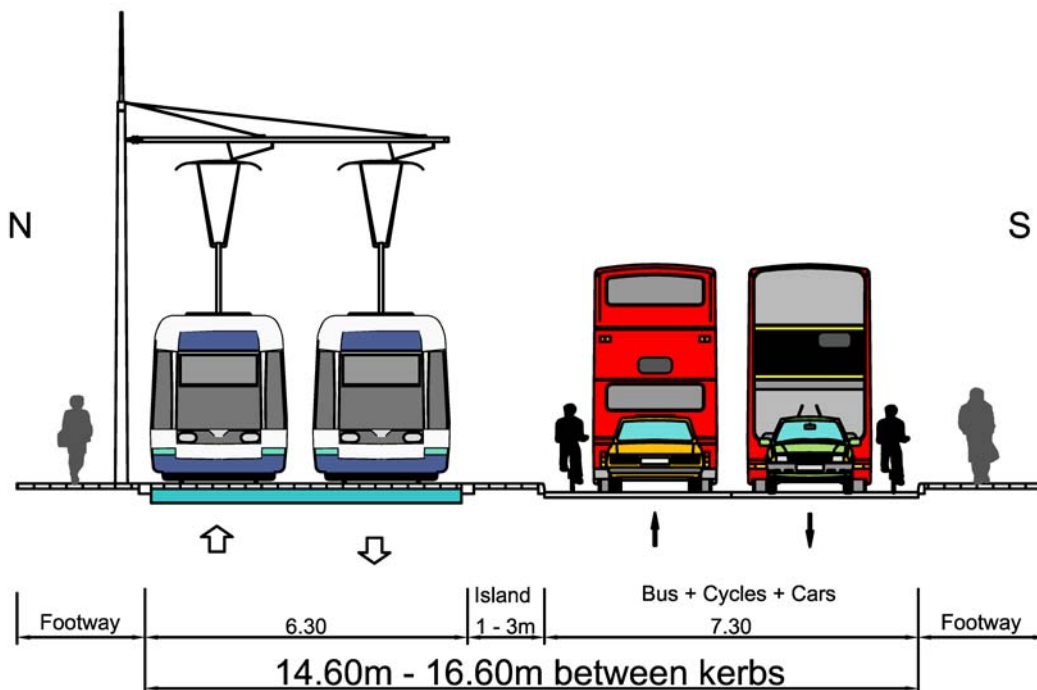 N
S
Island
Bus + Cycles + Cars
Footway
6.30
1 - 3m
7.30
Footway
14.60m - 16.60m between kerbs